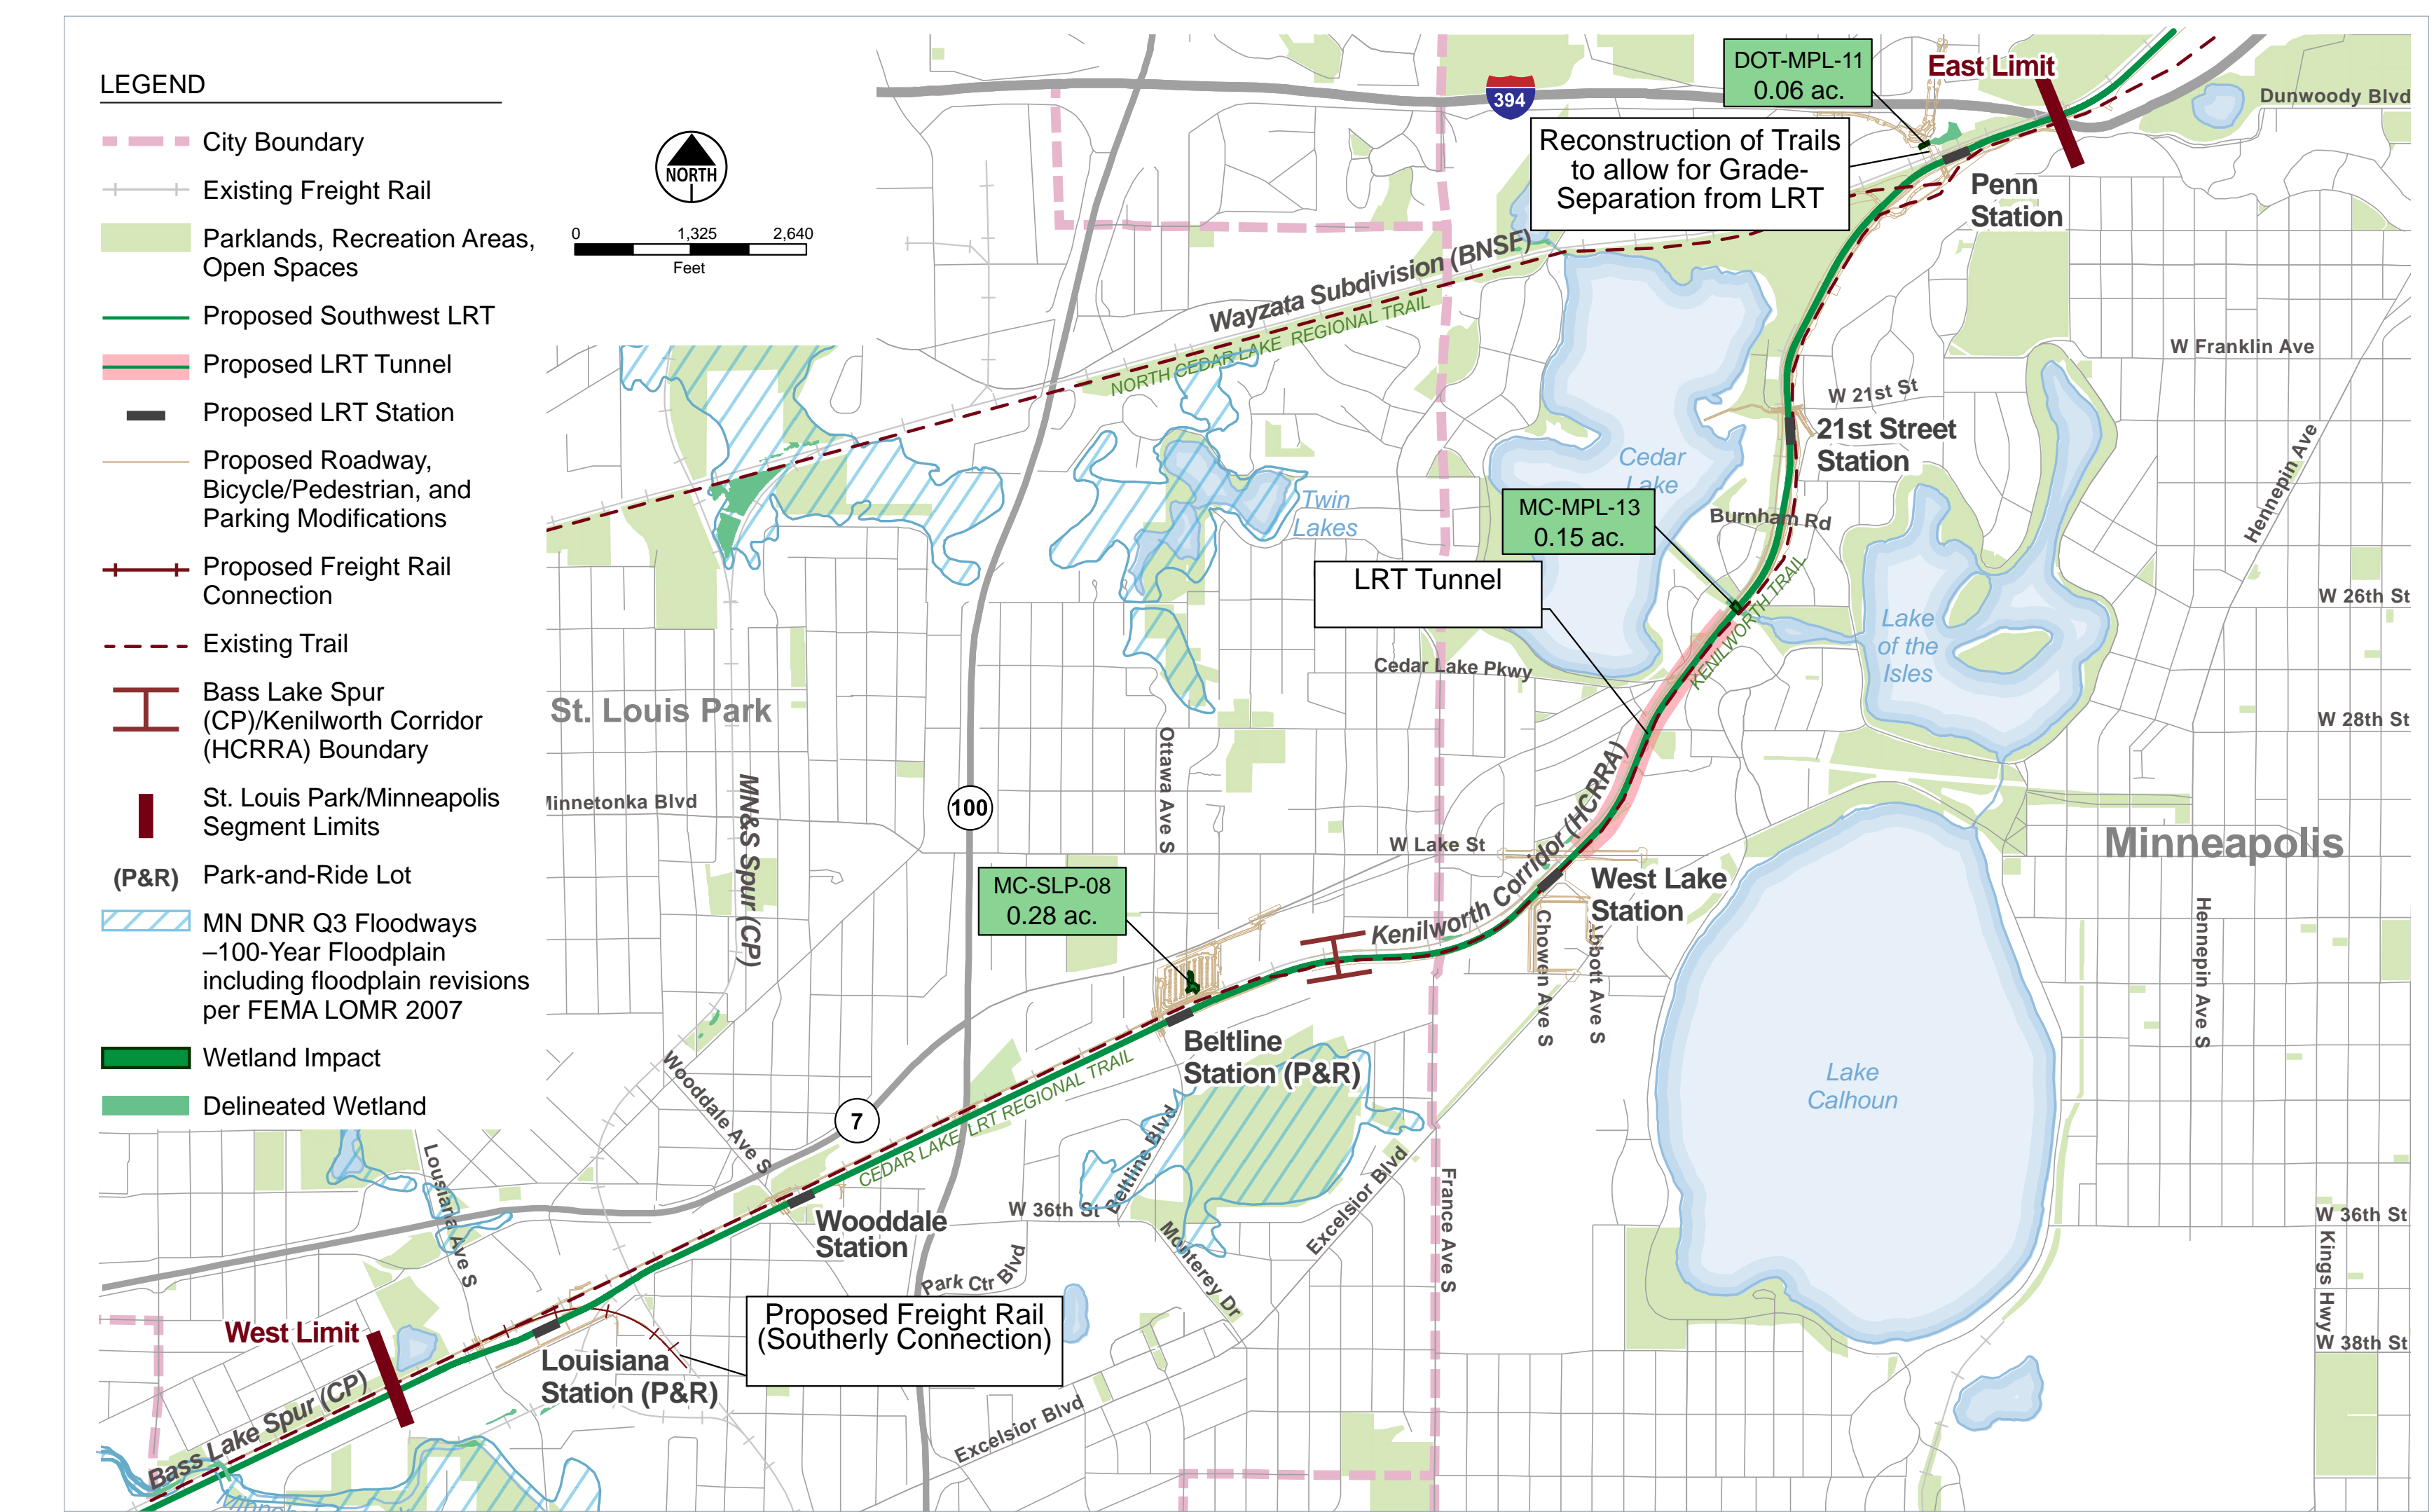 LEGEND
City Boundary
Existing Freight Rail
Parklands, Recreation Areas,
Open Spaces
Proposed Southwest LRT
Proposed LRT Tunnel
Proposed LRT Station
Proposed Roadway,
Bicycle/Pedestrian, and
Parking Modifications
Proposed Freight Rail
Connection
Existing Trail
Bass Lake Spur
(CP)/Kenilworth Corridor
(HCRRA) Boundary
St. Louis Park/Minneapolis
Segment Limits
(P&R) Park-and-Ride Lot
MN DNR Q3 Floodways
–100-Year Floodplain
including floodplain revisions
per FEMA LOMR 2007
Wetland Impact
Delineated Wetland
NORTH
0 1,325 2,640
Feet
394
DOT-MPL-11
0.06 ac.
East Limit
Dunwoody Blvd
Reconstruction of Trails
to allow for Grade-
Separation from LRT
Penn
Station
Wayzata Subdivision (BNSF)
NORTH CEDAR LAKE REGIONAL TRAIL
W Franklin Ave
W 21st St
21st Street
Station
Cedar
Lake
Twin
Lakes
MC-MPL-13
0.15 ac.
Burnham Rd
Hennepin Ave
LRT Tunnel
KENILWORTH TRAIL
W 26th St
Lake
of the
Isles
Cedar Lake Pkwy
W 28th St
St. Louis Park
Ottawa Ave S
MN&S Spur (CP)
Minnetonka Blvd
100
W Lake St
Kenilworth Corridor (HCRRA)
Minneapolis
MC-SLP-08
0.28 ac.
West Lake
Station
Chowen Ave S
Abbott Ave S
Hennepin Ave S
Beltline
Station (P&R)
Lake
Calhoun
Wooddale Ave S
7
CEDAR LAKE LRT REGIONAL TRAIL
Beltline Blvd
Lousiana Ave S
Wooddale
Station
W 36th St
Excelsior Blvd
France Ave S
W 36th St
Monterey Dr
Park Ctr Blvd
Kings Hwy
W 38th St
West Limit
Proposed Freight Rail
(Southerly Connection)
Louisiana
Station (P&R)
Bass Lake Spur (CP)
Excelsior Blvd